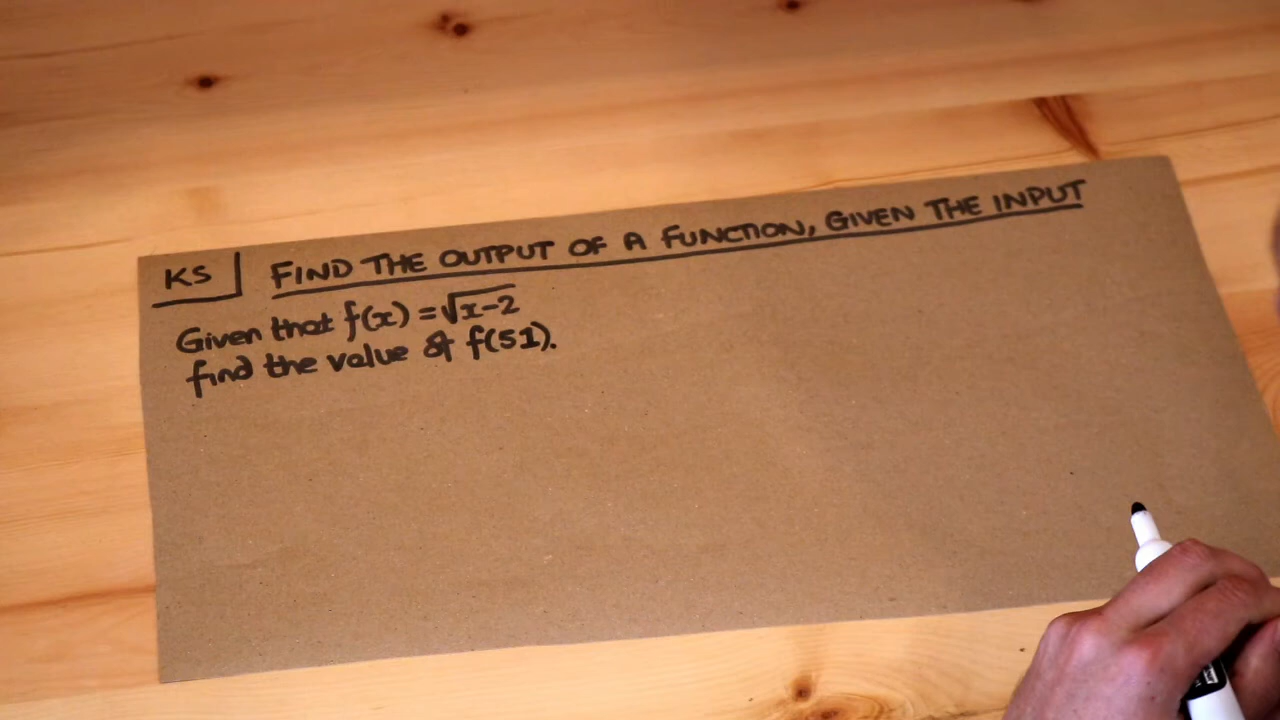 KS FIND THE OUTPUT OF A FUNCTION, GIVEN THE INPUT
Given that f(x) = √x-2
find the value of f(51).